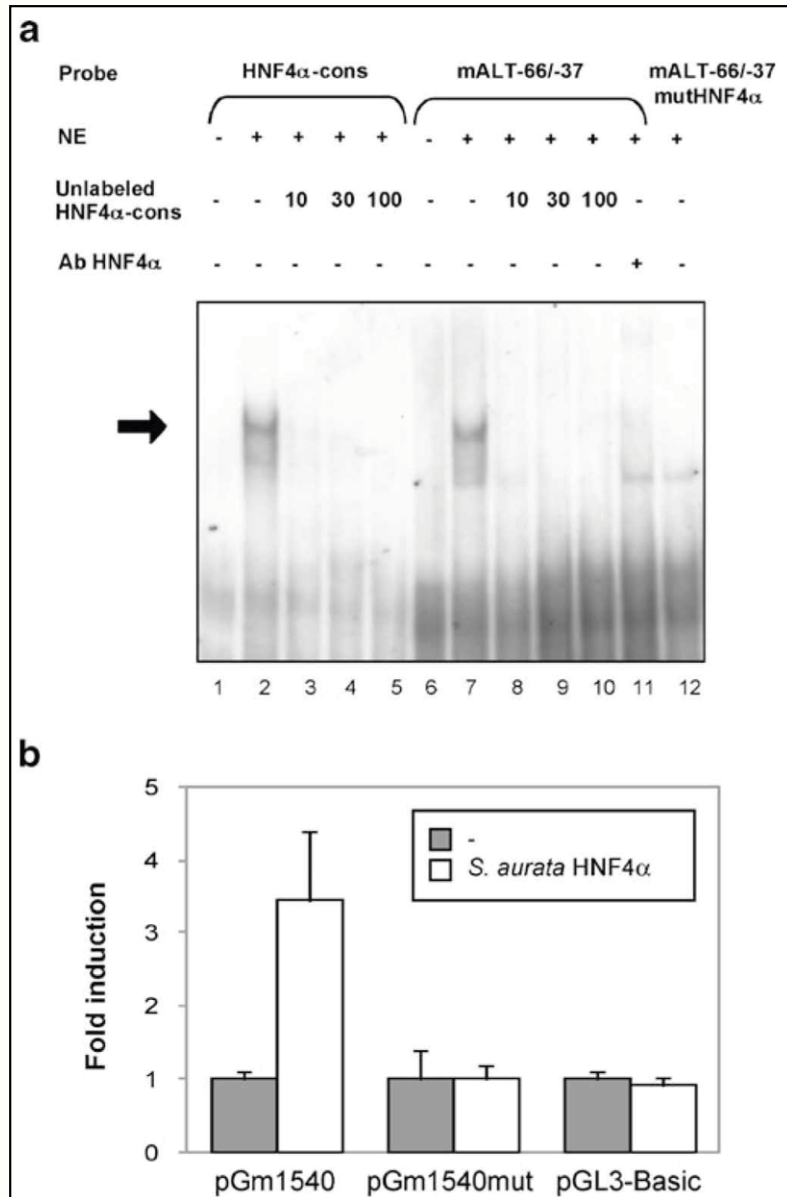 a
Probe HNF4α-cons mALT-66/-37 mALT-66/-37
mutHNF4α
NE - + + + + - + + + + + +
Unlabeled
HNF4α-cons - - 10 30 100 - - 10 30 100 - -
Ab HNF4α - - - - - - - - - - + -
1 2 3 4 5 6 7 8 9 10 11 12
b
5
4
3
2
1
0
Fold induction
-
S. aurata HNF4α
pGm1540 pGm1540mut pGL3-Basic